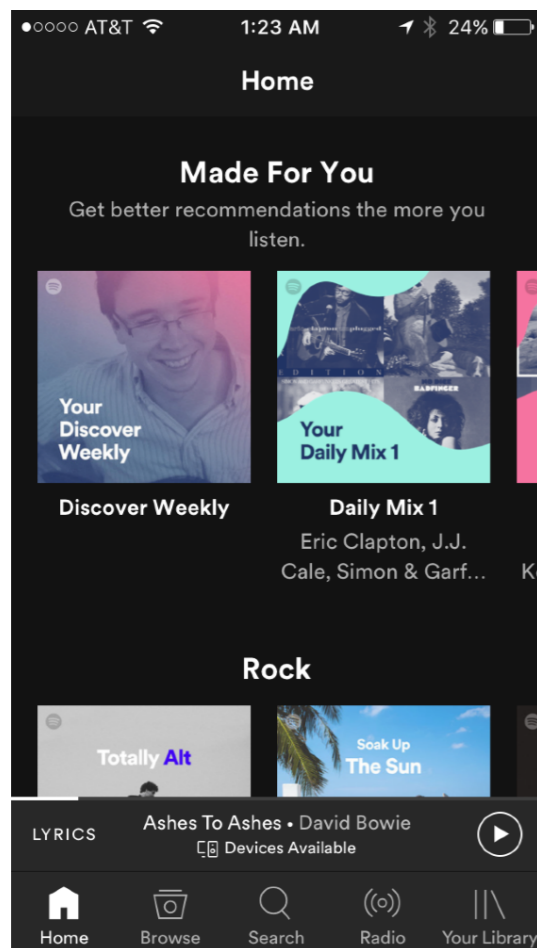 AT&T
1:23 AM
24%
Home
Made For You
Get better recommendations the more you
listen.
Your
Discover
Weekly
EDITION
BADFINGER
Your
Daily Mix 1
Discover Weekly
Daily Mix 1
Eric Clapton, J.J.
Cale, Simon & Garf...
Rock
Totally Alt
Soak Up
The Sun
LYRICS
Ashes To Ashes • David Bowie
Devices Available
Home
Browse
Search
Radio
Your Library